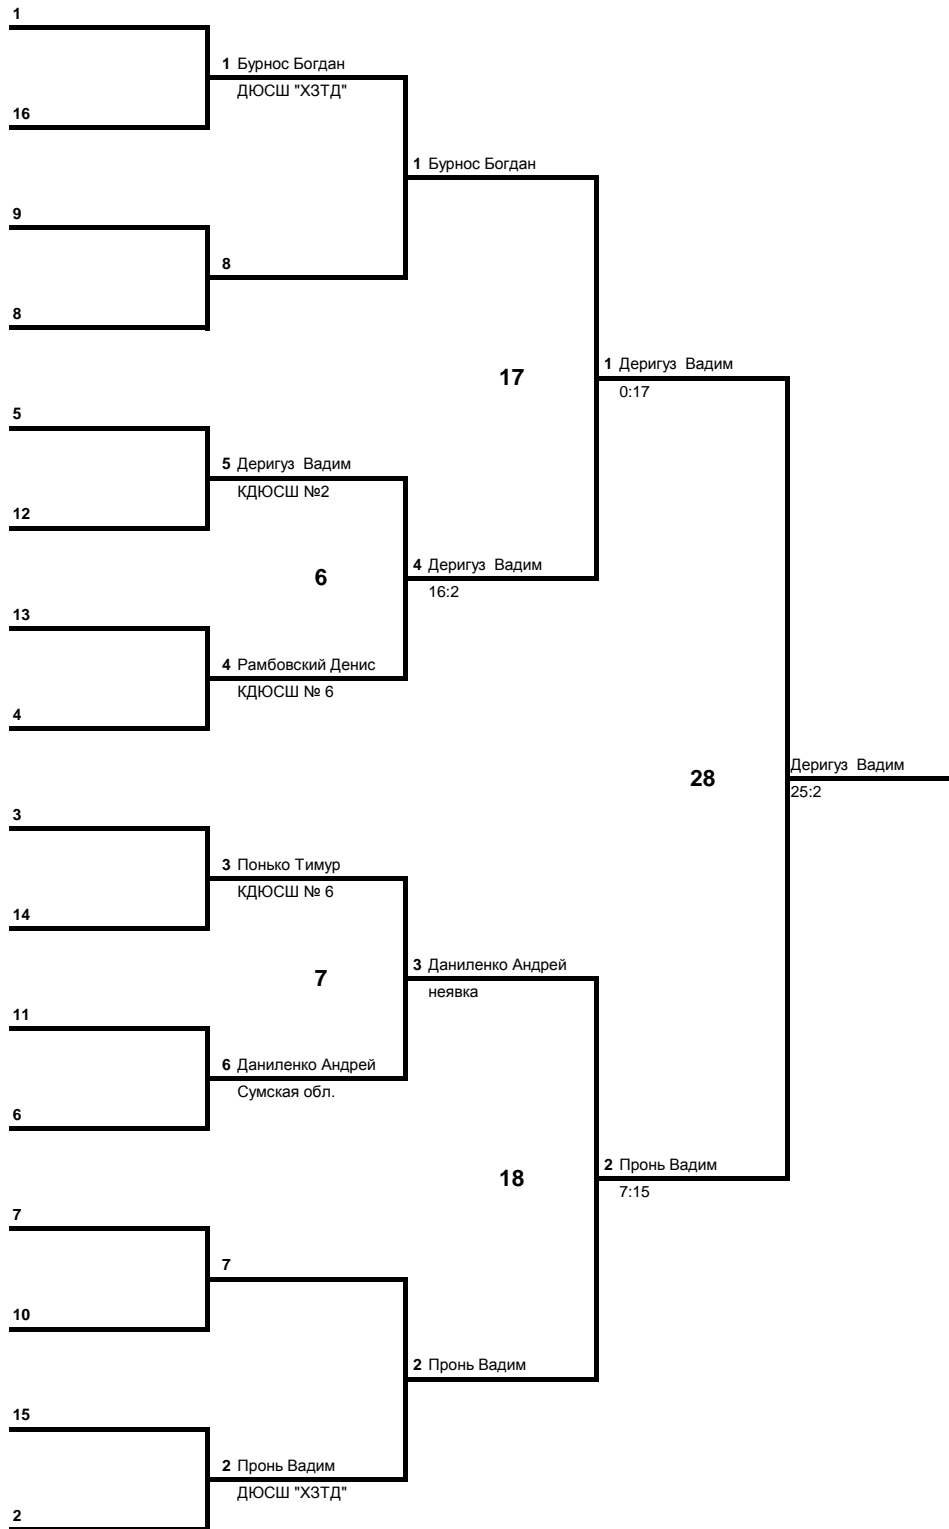 1
1 Бурнос Богдан
ДЮСШ "ХЗТД"
16
1 Бурнос Богдан
9
8
8
17
1 Деригуз  Вадим
0:17
5
5 Деригуз  Вадим
КДЮСШ №2
12
6
4 Деригуз  Вадим
16:2
13
4 Рамбовский Денис
КДЮСШ № 6
4
28
Деригуз  Вадим
25:2
3
3 Понько Тимур
КДЮСШ № 6
14
7
3 Даниленко Андрей
неявка
11
6 Даниленко Андрей
Сумская обл.
6
18
2 Пронь Вадим
7:15
7
7
10
2 Пронь Вадим
15
2 Пронь Вадим
ДЮСШ "ХЗТД"
2